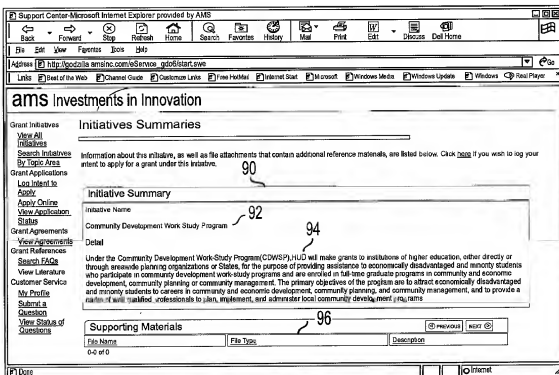 Support Center-Microsoft Internet Explorer provided by AMS
Back Forward Stop Refresh Home Search Favorites History Mail Print Edit Discuss Dell Home
File Edit View Favorites Tools Help
Address http://godzilla amsinc.com/eService_gdo6/start.swe Go
Links Best of the Web Channel Guide Customize Links Free HotMail Internet Start Microsoft Windows Media Windows Update Windows Real Player
ams Investments in Innovation
Grant Initiatives
View All
Initiatives
Search Initiatives
By Topic Area
Grant Applications
Log Intent to
Apply
Apply Online
View Application
Status
Grant Agreements
View Agreements
Grant References
Search FAQs
View Literature
Customer Service
My Profile
Submit a
Question
View Status of
Questions
Initiatives Summaries
Information about this initiative, as well as file attachments that contain additional reference materials, are listed below. Click here if you wish to log your
intent to apply for a grant under this initiative.
90
Initiative Summary
Initiative Name
92
Community Development Work Study Program
Detail
94
Under the Community Development Work-Study Program(CDWSP),HUD will make grants to institutions of higher education, either directly or
through areawide planning organizations or States, for the purpose of providing assistance to economically disadvantaged and minority students
who participate in community development work-study programs and are enrolled in full-time graduate programs in community and economic
development, community planning or community management. The primary objectives of the program are to attract economically disadvantaged
and minority students to careers in community and economic development, community planning, and community management, and to provide a
of well qualified professionals to plan, implement, and administer local community development programs
96
Supporting Materials PREVIOUS NEXT
File Name File Type Description
0-0 of 0
Done Internet